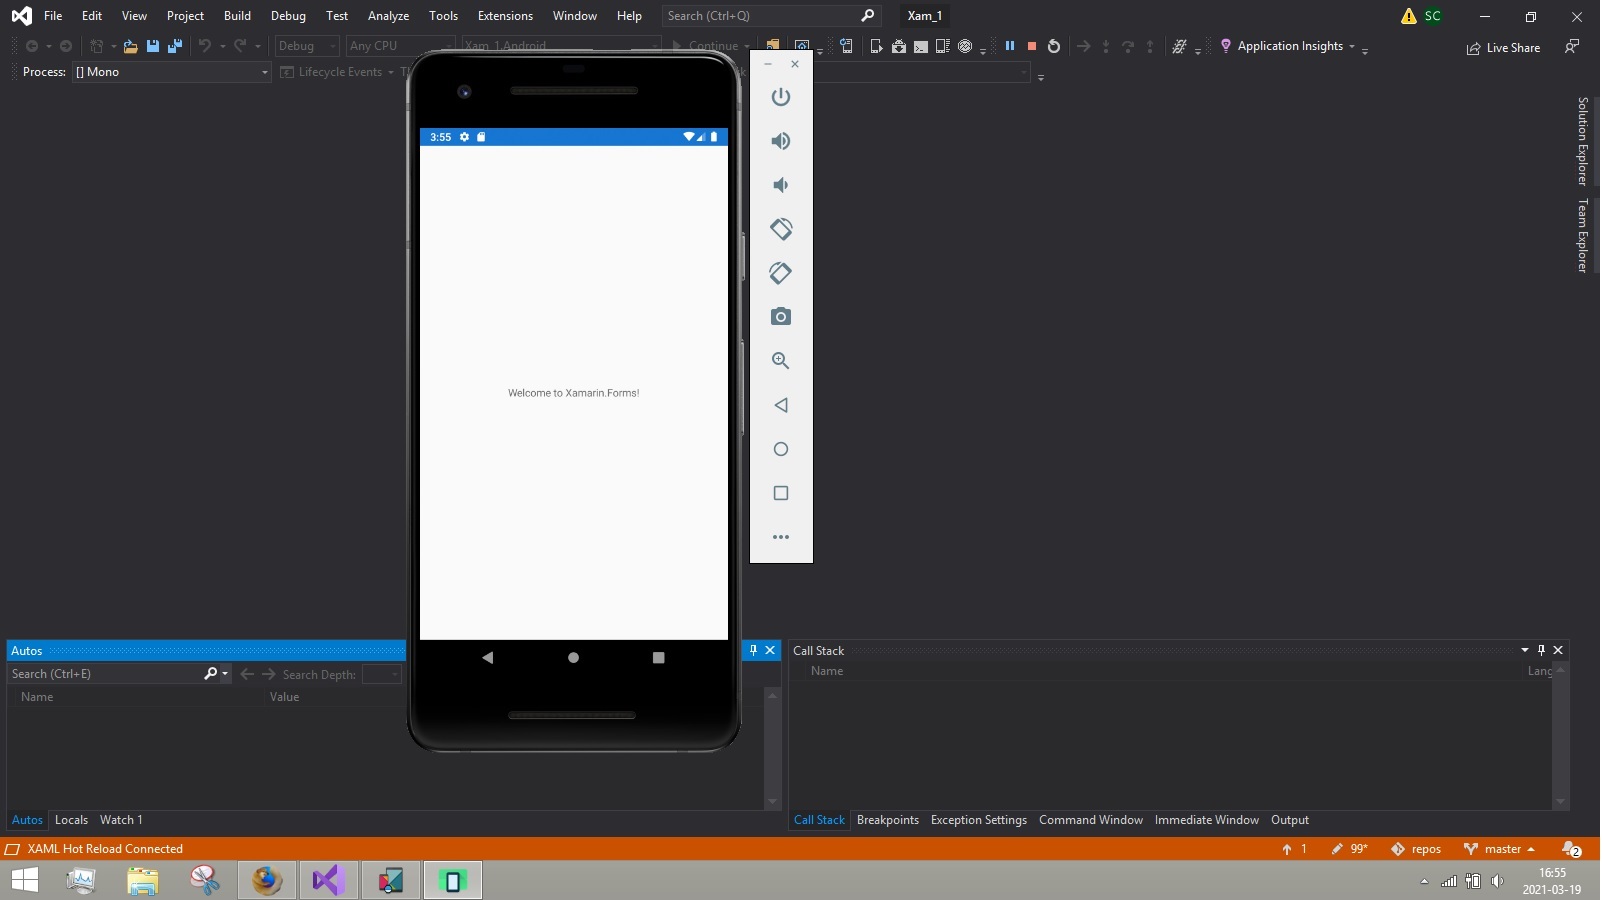 File Edit View Project Build Debug Test Analyze Tools Extensions Window Help Search (Ctrl+Q) Xam_1 SC
Debug Any CPU Xam_1.Android Continue Application Insights Live Share
Process: [] Mono Lifecycle Events
3:55
Welcome to Xamarin.Forms!
Solution Explorer
Team Explorer
Autos
Search (Ctrl+E) Search Depth:
Name Value
Autos Locals Watch 1
Call Stack
Name Lang
Call Stack Breakpoints Exception Settings Command Window Immediate Window Output
XAML Hot Reload Connected 1 99* repos master 2
16:55
2021-03-19